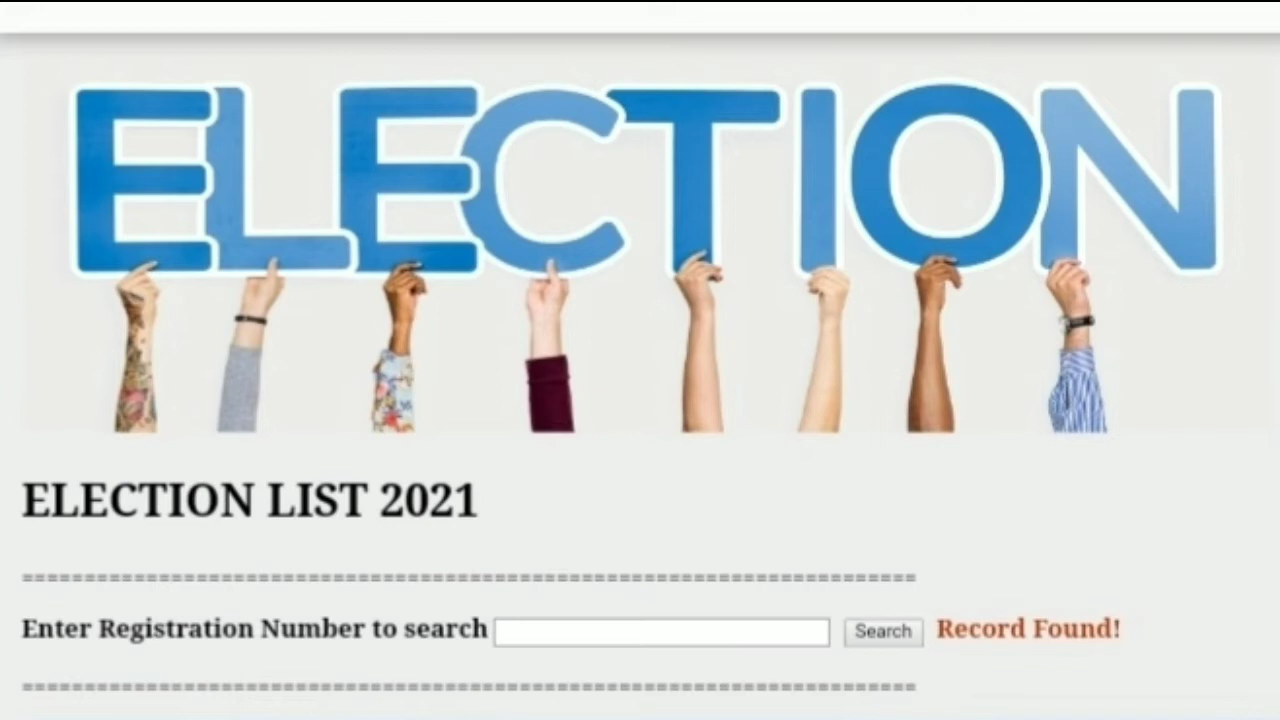 ELECTION
ELECTION LIST 2021
========================================================================
Enter Registration Number to search Search Record Found!
========================================================================